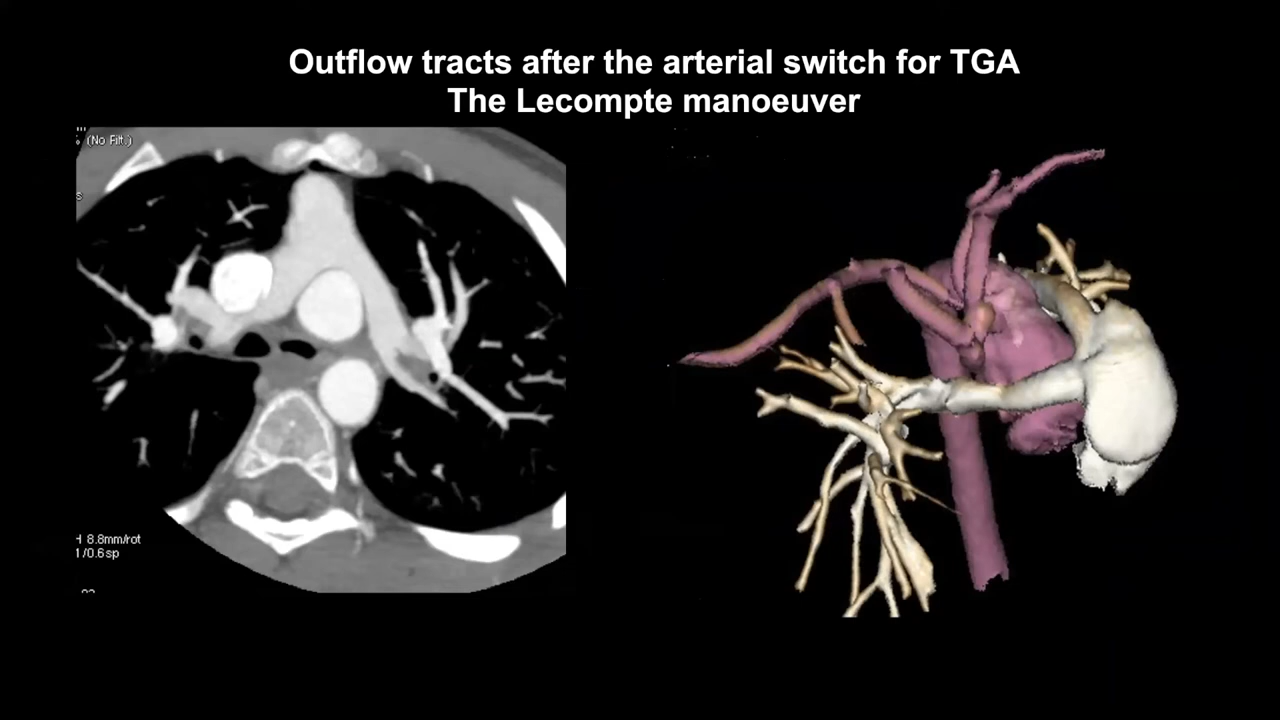 Outflow tracts after the arterial switch for TGA
The Lecompte manoeuver
(No Filt.)
8.8mm/rot
1/0.6sp